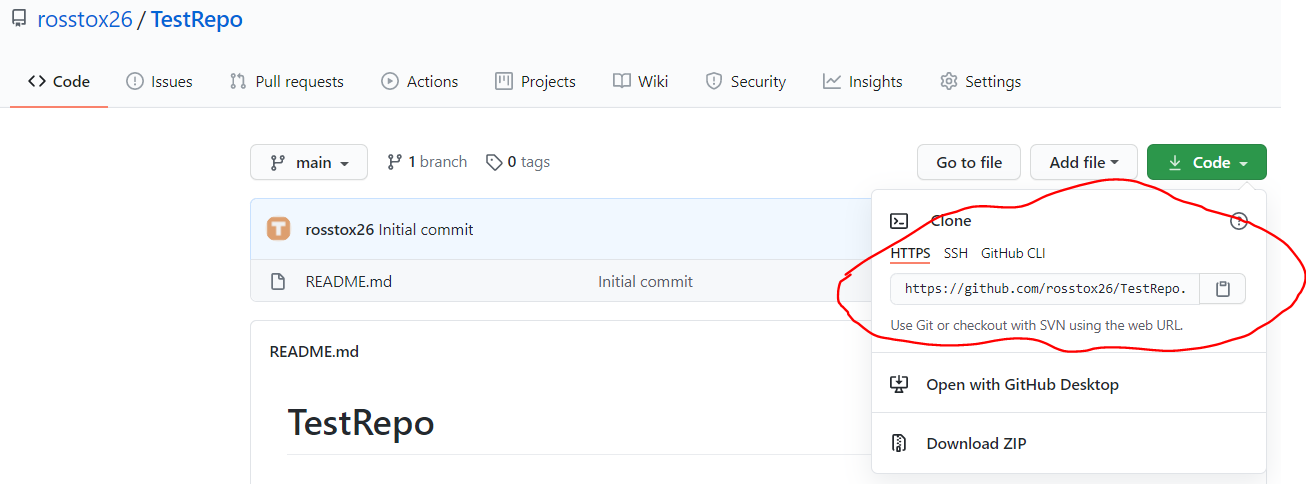 rosstox26 / TestRepo
Code Issues Pull requests Actions Projects Wiki Security Insights Settings
main 1 branch 0 tags Go to file Add file Code
T rosstox26 Initial commit
README.md Initial commit
Clone
HTTPS SSH GitHub CLI
https://github.com/rosstox26/TestRepo.
Use Git or checkout with SVN using the web URL.
Open with GitHub Desktop
Download ZIP
README.md
TestRepo